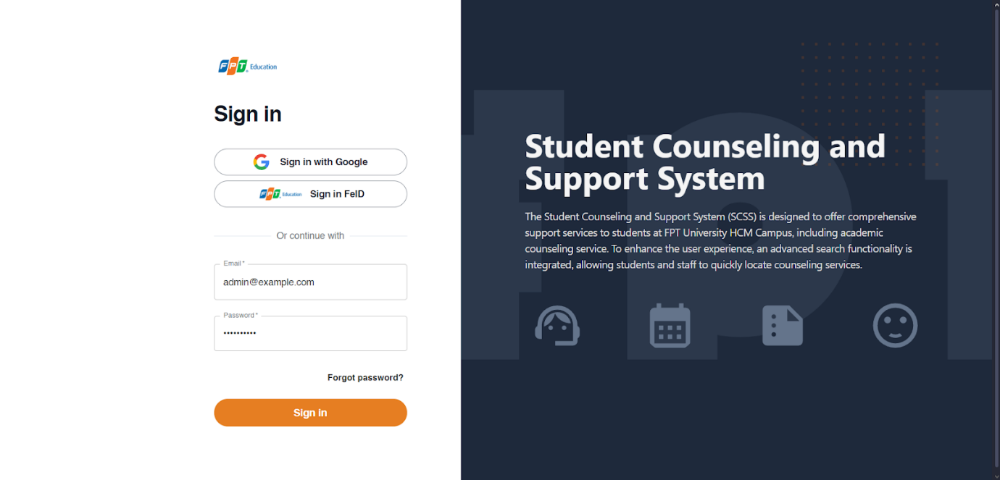 FPT Education
Sign in
Sign in with Google
FPT Education Sign in FeID
Or continue with
Email *
admin@example.com
Password *
••••••••••
Forgot password?
Sign in
fpt
Student Counseling and
Support System
The Student Counseling and Support System (SCSS) is designed to offer comprehensive
support services to students at FPT University HCM Campus, including academic
counseling service. To enhance the user experience, an advanced search functionality is
integrated, allowing students and staff to quickly locate counseling services.